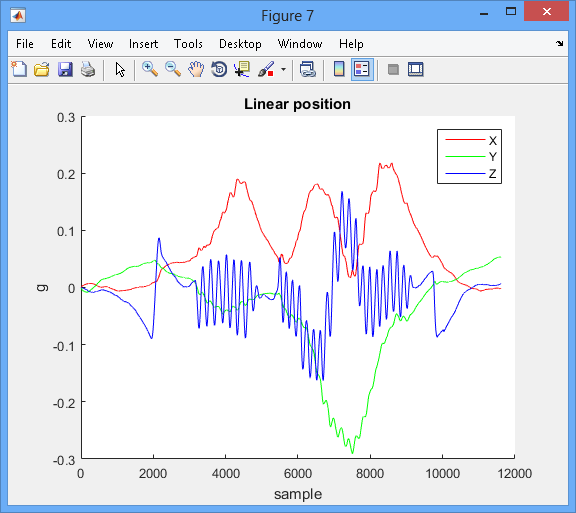 Figure 7
File Edit View Insert Tools Desktop Window Help
Linear position
0.3
0.2
0.1
0
-0.1
-0.2
-0.3
g
X
Y
Z
0 2000 4000 6000 8000 10000 12000
sample